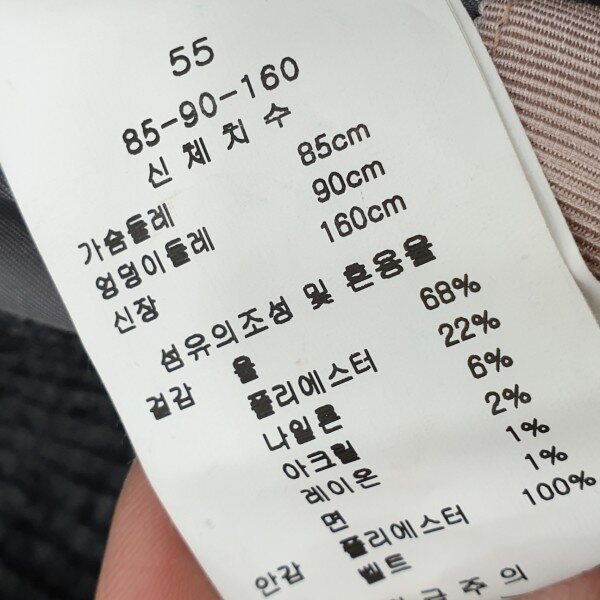 55
85-90-160
신 체 치 수
가슴둘레 85cm
엉덩이둘레 90cm
신장 160cm
섬유의조성 및 혼용율
겉감 울 68%
폴리에스터 22%
나일론 6%
아크릴 2%
레이온 1%
면 1%
안감 폴리에스터 100%
벨트
급 주 의